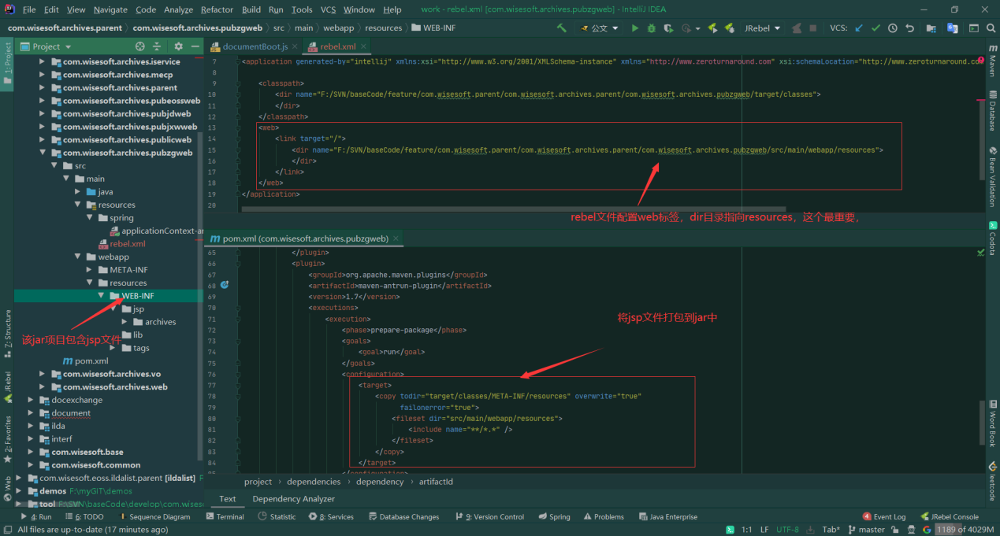 File Edit View Navigate Code Analyze Refactor Build Run Tools VCS Window Help work - rebel.xml [com.wisesoft.archives.pubzgweb] - IntelliJ IDEA
com.wisesoft.archives.parent com.wisesoft.archives.pubzgweb src main webapp resources WEB-INF 公文 JRebel VCS:
Project
documentBoot.js rebel.xml
1: Project
com.wisesoft.archives.iservice
com.wisesoft.archives.mecp
com.wisesoft.archives.parent
com.wisesoft.archives.pubeossweb
com.wisesoft.archives.pubjdweb
com.wisesoft.archives.pubjxwweb
com.wisesoft.archives.publicweb
com.wisesoft.archives.pubzgweb
src
main
java
resources
spring
applicationContext-ar
rebel.xml
webapp
META-INF
resources
WEB-INF
jsp
archives
lib
tags
pom.xml
该jar项目包含jsp文件
com.wisesoft.archives.vo
com.wisesoft.archives.web
docexchange
document
ilda
interf
com.wisesoft.base
com.wisesoft.common
com.wisesoft.eoss.ildalist.parent [ildalist] F
demos F:\myGIT\demos
tool F:\SVN\baseCode\develop\com.wiseso
Z: Structure
JRebel
2: Favorites
Web
7 <application generated-by="intellij" xmlns:xsi="http://www.w3.org/2001/XMLSchema-instance" xmlns="http://www.zeroturnaround.com" xsi:schemaLocation="http://www.zeroturnaround.com
8
9 <classpath>
10 <dir name="F:/SVN/baseCode/feature/com.wisesoft.parent/com.wisesoft.archives.parent/com.wisesoft.archives.pubzgweb/target/classes">
11 </dir>
12 </classpath>
13 <web>
14 <link target="/">
15 <dir name="F:/SVN/baseCode/feature/com.wisesoft.parent/com.wisesoft.archives.parent/com.wisesoft.archives.pubzgweb/src/main/webapp/resources">
16 </dir>
17 </link>
18 </web>
19 </application>
20
rebel文件配置web标签，dir目录指向resources，这个最重要，
pom.xml (com.wisesoft.archives.pubzgweb)
65 </plugin>
66 <plugin>
67 <groupId>org.apache.maven.plugins</groupId>
68 <artifactId>maven-antrun-plugin</artifactId>
69 <version>1.7</version>
70 <executions>
71 <execution>
72 <phase>prepare-package</phase>
73 <goals>
74 <goal>run</goal>
75 </goals>
76 <configuration>
77 <target>
78 <copy todir="target/classes/META-INF/resources" overwrite="true"
79 failonerror="true">
80 <fileset dir="src/main/webapp/resources">
81 <include name="**/*.*" />
82 </fileset>
83 </copy>
84 </target>
85 </configuration>
将jsp文件打包到jar中
project dependencies dependency artifactId
Text Dependency Analyzer
Maven
Database
Bean Validation
Codota
Word Book
leetcode
4: Run 6: TODO Sequence Diagram Terminal Statistic 8: Services Database Changes 9: Version Control Spring Problems Java Enterprise 4 Event Log JRebel Console
All files are up-to-date (17 minutes ago) 1:1 LF UTF-8 Tab* master 1189 of 4029M